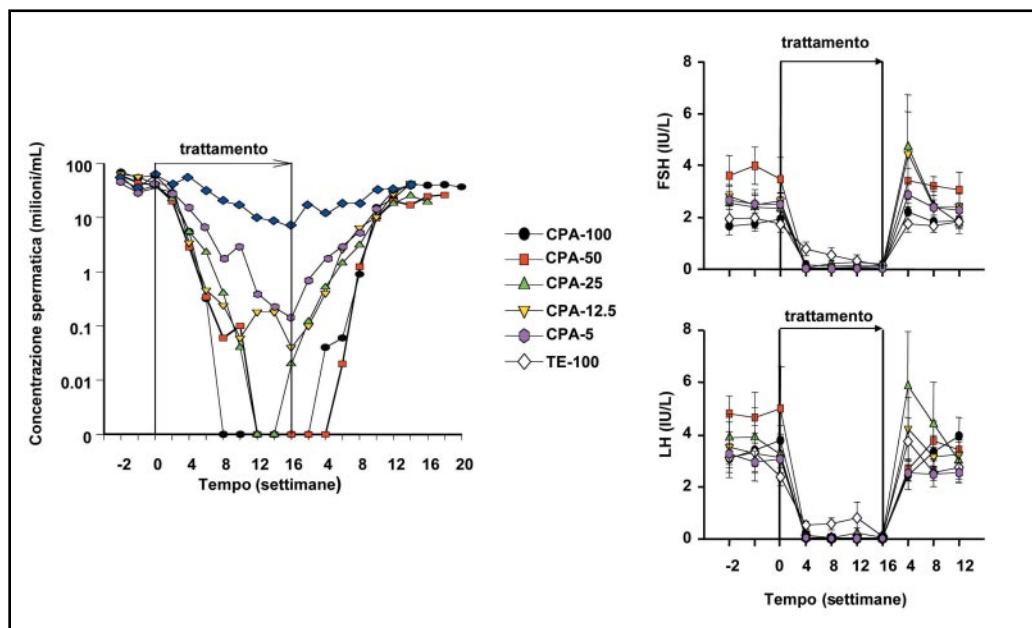 Concentrazione spermatica (milioni/mL)
trattamento
100
10
1
0.1
0.01
0
-2 0 4 8 12 16 4 8 12 16 20
Tempo (settimane)
CPA-100
CPA-50
CPA-25
CPA-12.5
CPA-5
TE-100
trattamento
FSH (IU/L)
8
6
4
2
0
trattamento
LH (IU/L)
8
6
4
2
0
-2 0 4 8 12 16 4 8 12
Tempo (settimane)